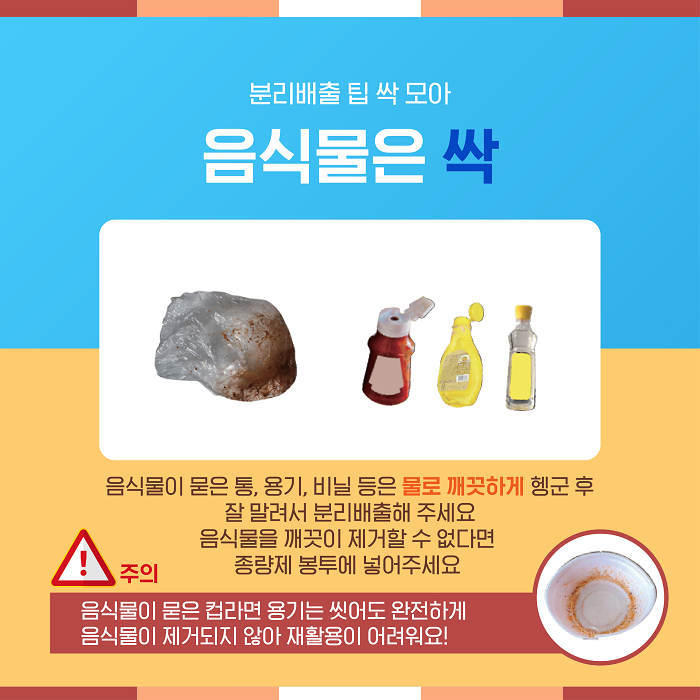 분리배출 팁 싹 모아
음식물은 싹
음식물이 묻은 통, 용기, 비닐 등은 물로 깨끗하게 헹군 후
잘 말려서 분리배출해 주세요
음식물을 깨끗이 제거할 수 없다면
종량제 봉투에 넣어주세요
주의
음식물이 묻은 컵라면 용기는 씻어도 완전하게
음식물이 제거되지 않아 재활용이 어려워요!